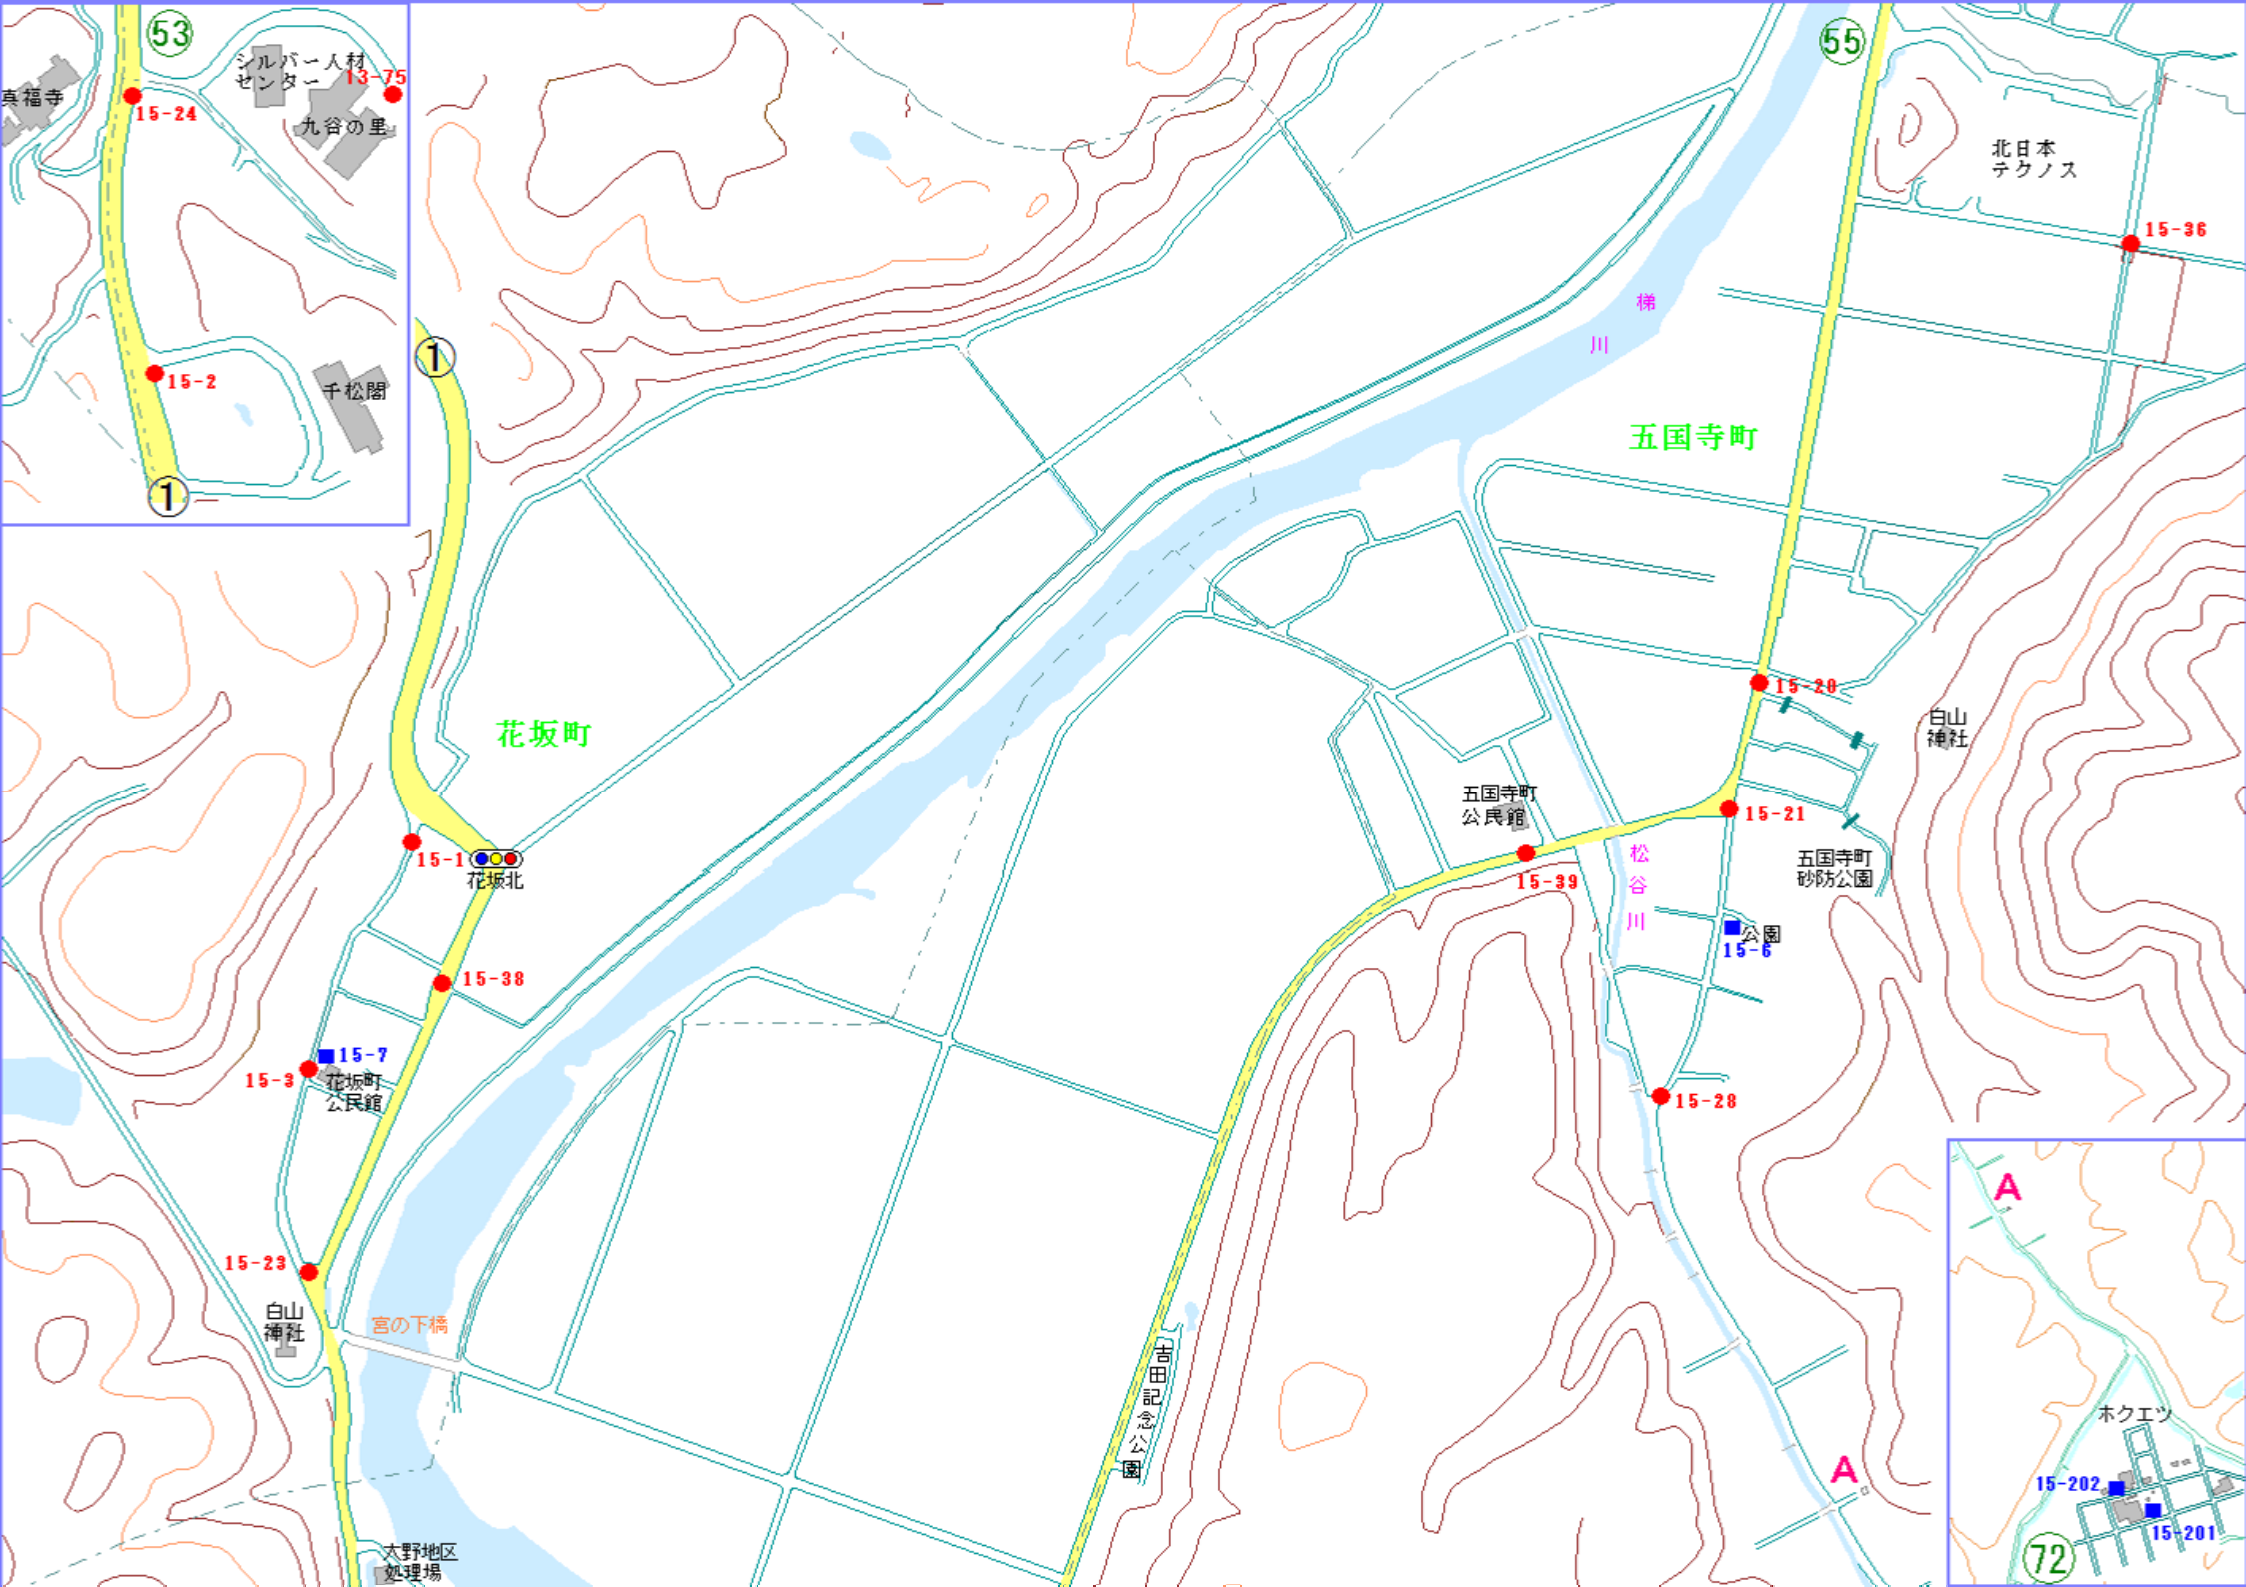 53
シルバー人材
センター
13-75
真福寺
15-24
九谷の里
15-2
千松閣
1
55
北日本
テクノス
15-36
梯
川
1
五国寺町
花坂町
15-20
白山
神社
五国寺町
公民館
15-21
15-1
花坂北
松
谷
川
15-39
五国寺町
砂防公園
公園
15-6
15-38
15-7
15-3
花坂町
公民館
15-28
15-23
白山
神社
宮の下橋
吉
田
記
念
公
園
A
A
ホクエツ
15-202
15-201
72
大野地区
処理場